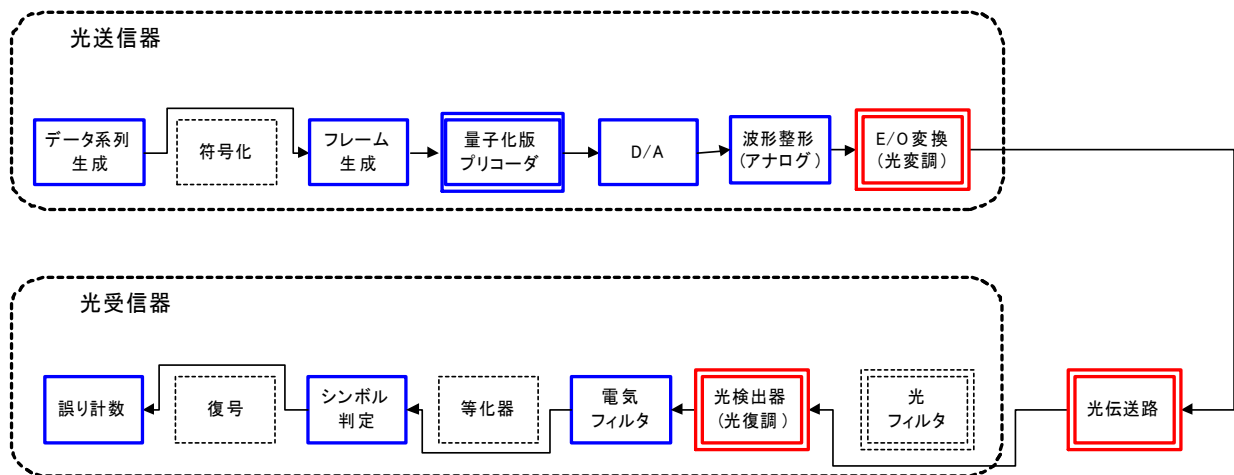 光送信器
データ系列
生成
符号化
フレーム
生成
量子化版
プリコーダ
D/A
波形整形
(アナログ)
E/O変換
(光変調)
光受信器
誤り計数
復号
シンボル
判定
等化器
電気
フィルタ
光検出器
(光復調)
光
フィルタ
光伝送路